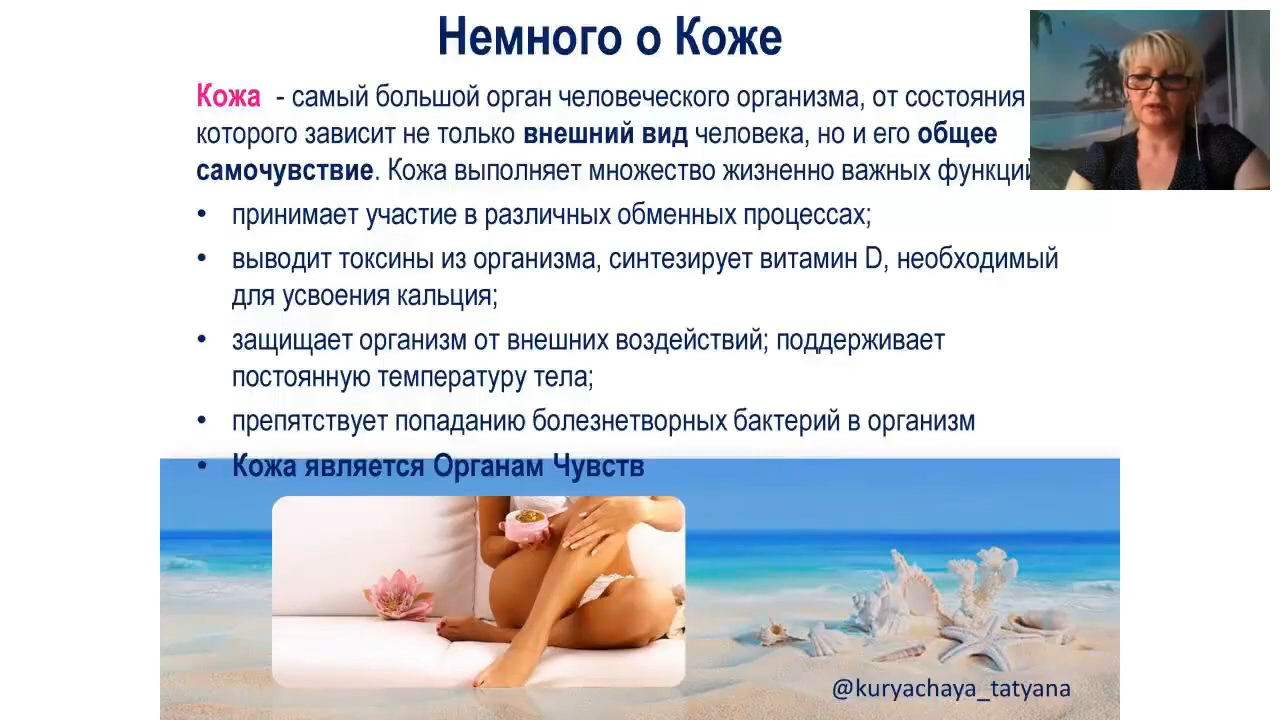 Немного о Коже
Кожа - самый большой орган человеческого организма, от состояния
которого зависит не только внешний вид человека, но и его общее
самочувствие. Кожа выполняет множество жизненно важных функций
• принимает участие в различных обменных процессах;
• выводит токсины из организма, синтезирует витамин D, необходимый
для усвоения кальция;
• защищает организм от внешних воздействий; поддерживает
постоянную температуру тела;
• препятствует попаданию болезнетворных бактерий в организм
• Кожа является Органам Чувств
@kuryachaya_tatyana